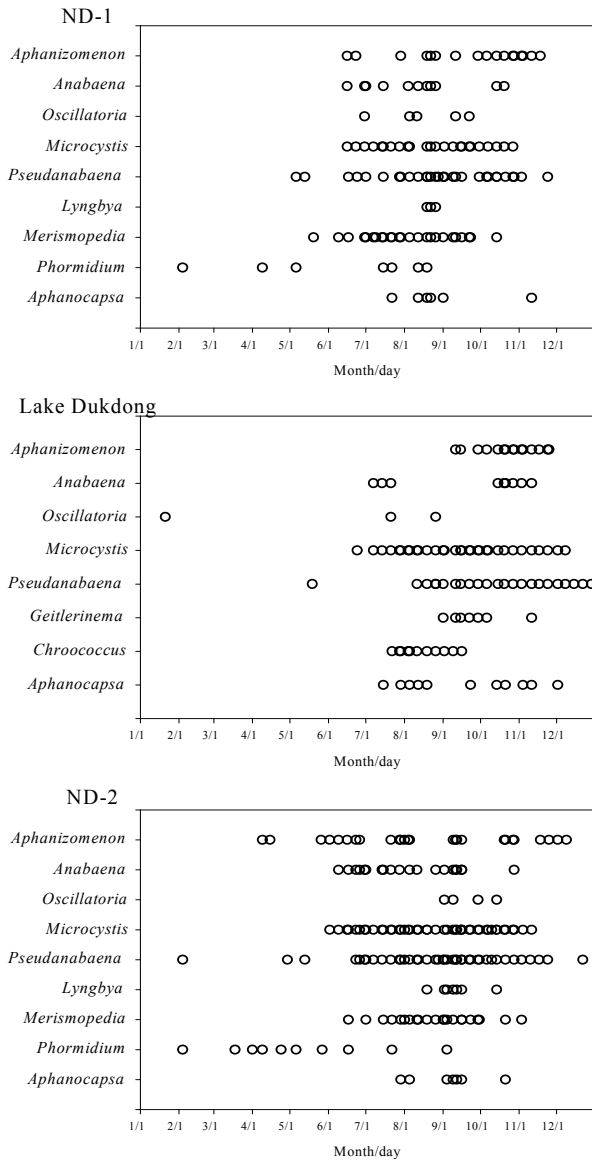 ND-1
Aphanizomenon
Anabaena
Oscillatoria
Microcystis
Pseudanabaena
Lyngbya
Merismopedia
Phormidium
Aphanocapsa
1/1 2/1 3/1 4/1 5/1 6/1 7/1 8/1 9/1 10/1 11/1 12/1
Month/day
Lake Dukdong
Aphanizomenon
Anabaena
Oscillatoria
Microcystis
Pseudanabaena
Geitlerinema
Chroococcus
Aphanocapsa
1/1 2/1 3/1 4/1 5/1 6/1 7/1 8/1 9/1 10/1 11/1 12/1
Month/day
ND-2
Aphanizomenon
Anabaena
Oscillatoria
Microcystis
Pseudanabaena
Lyngbya
Merismopedia
Phormidium
Aphanocapsa
1/1 2/1 3/1 4/1 5/1 6/1 7/1 8/1 9/1 10/1 11/1 12/1
Month/day